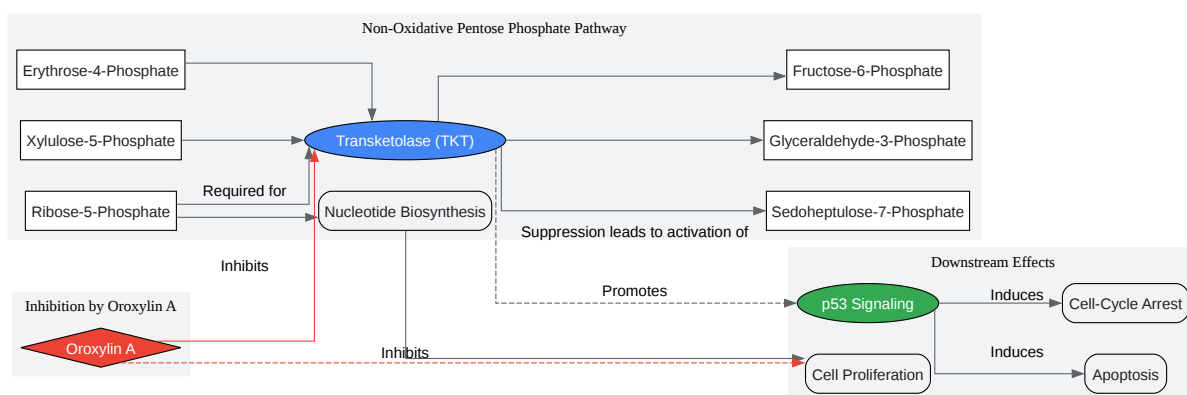 Non-Oxidative Pentose Phosphate Pathway
Erythrose-4-Phosphate
Fructose-6-Phosphate
Xylulose-5-Phosphate
Transketolase (TKT)
Glyceraldehyde-3-Phosphate
Required for
Ribose-5-Phosphate
Nucleotide Biosynthesis
Sedoheptulose-7-Phosphate
Suppression leads to activation of
Inhibits
Downstream Effects
Promotes
Inhibition by Oroxylin A
p53 Signaling
Induces
Cell-Cycle Arrest
Oroxylin A
Inhibits
Induces
Cell Proliferation
Apoptosis